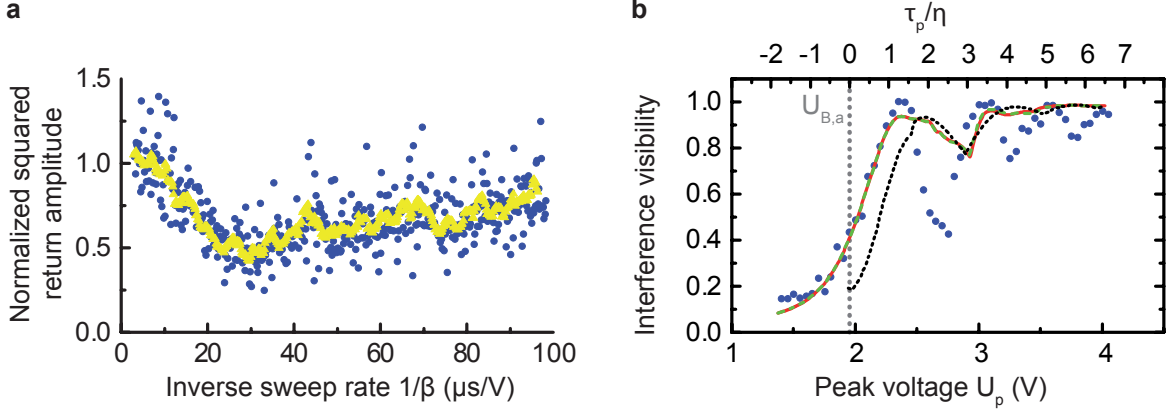 a
Normalized squared
return amplitude
1.5
1.0
0.5
0.0
0 20 40 60 80 100
Inverse sweep rate 1/β (μs/V)
b
τp/η
-2 -1 0 1 2 3 4 5 6 7
Interference visibility
1.0
0.8
0.6
0.4
0.2
0.0
UB,a
1 2 3 4
Peak voltage Up (V)